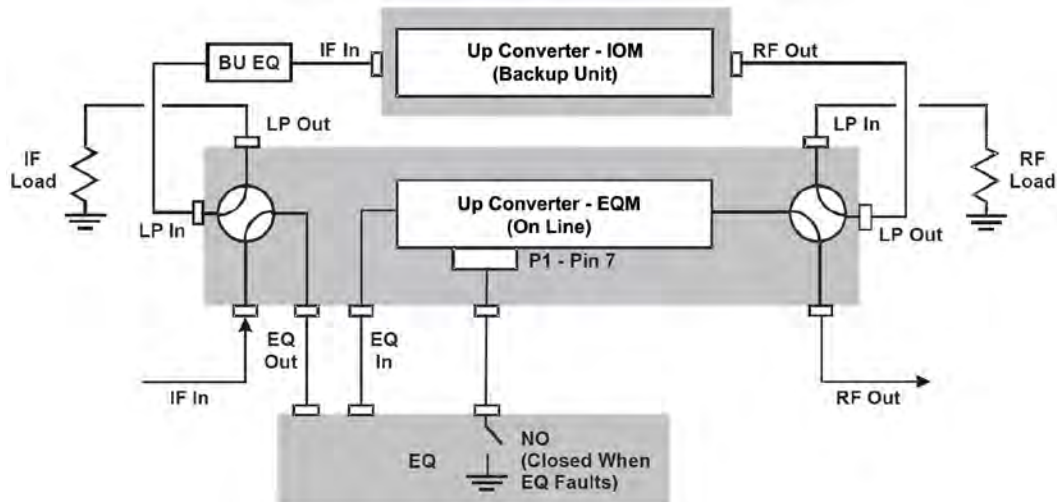 BU EQ
IF In
Up Converter - IOM
(Backup Unit)
RF Out
LP Out
LP In
IF
Load
RF
Load
Up Converter - EQM
(On Line)
LP In
LP Out
P1 - Pin 7
EQ
Out
EQ
In
IF In
RF Out
EQ
NO
(Closed When
EQ Faults)